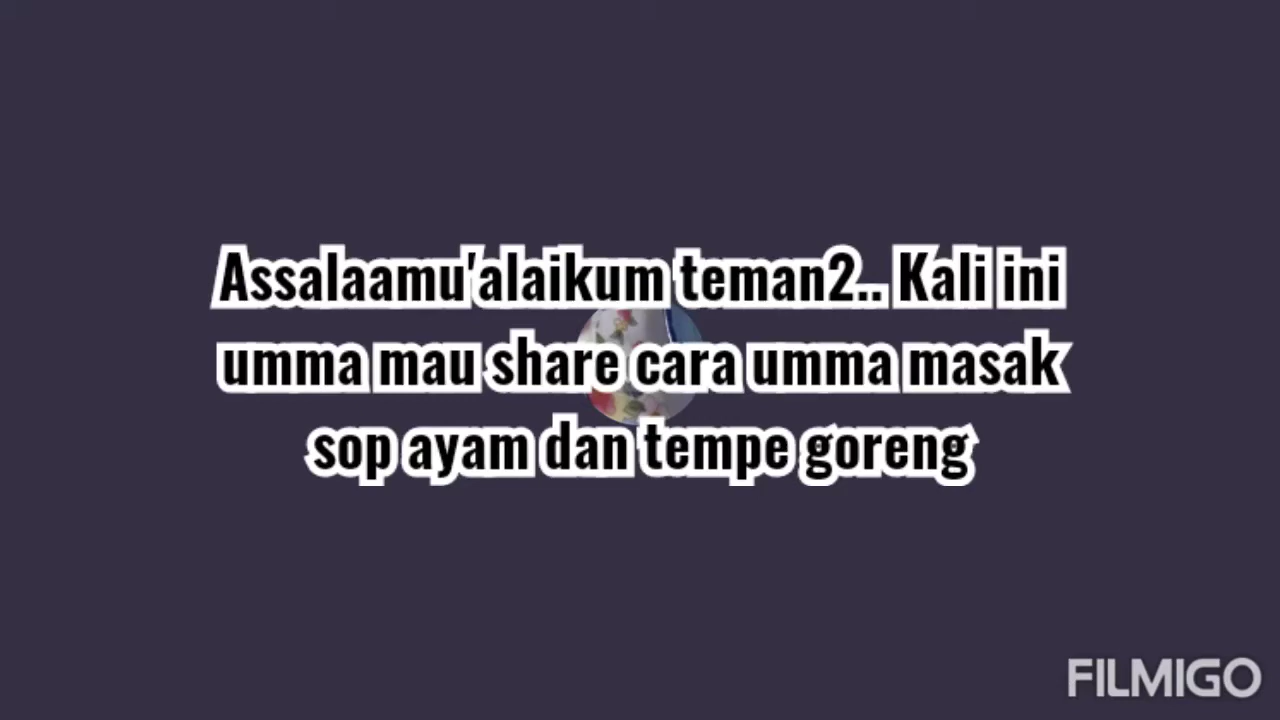 Assalaamu'alaikum teman2.. Kali ini
umma mau share cara umma masak
sop ayam dan tempe goreng
FILMIGO